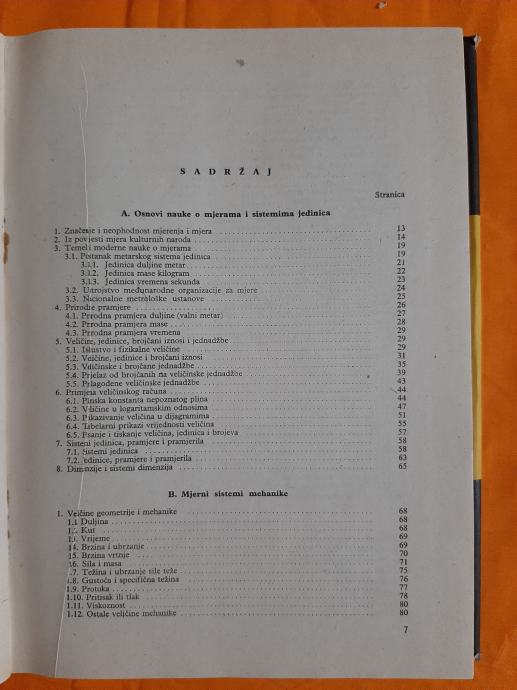 SADRŽAJ
Stranica
A. Osnovi nauke o mjerama i sistemima jedinica
1. Značenje i neophodnost mjerenja i mjera 13
2. Iz povjesti mjera kulturnih naroda 14
3. Temelji moderne nauke o mjerama 19
3.1. Postanak metarskog sistema jedinica 19
3.1.1. Jedinica duljine metar 21
3.1.2. Jedinica mase kilogram 22
3.1.3. Jedinica vremena sekunda 23
3.2. Ustrojstvo međunarodne organizacije za mjere 24
3.3. Nacionalne metrološke ustanove 25
4. Prirodne pramjere 26
4.1. Prirodna pramjera duljine (valni metar) 27
4.2. Prirodna pramjera mase 28
4.3. Prirodna pramjera vremena 29
5. Veličine, jedinice, brojčani iznosi i jednadžbe 29
5.1. Iskustvo i fizikalne veličine 29
5.2. Veličine, jedinice i brojčani iznosi 31
5.3. Veličinske i brojčane jednadžbe 35
5.4. Prjelaz od brojčanih na veličinske jednadžbe 39
5.5. Prilagođene veličinske jednadžbe 43
6. Primjena veličinskog računa 44
6.1. Plinska konstanta nepoznatog plina 44
6.2. Veličine u logaritamskim odnosima 47
6.3. Prikazivanje veličina u dijagramima 51
6.4. Tabelarni prikazi vrijednosti veličina 55
6.5. Pisanje i tiskanje veličina, jedinica i brojeva 57
7. Sistemi jedinica, pramjere i pramjerila 58
7.1. Sistemi jedinica 58
7.2. Jedinice, pramjere i pramjerila 63
8. Dimenzije i sistemi dimenzija 65
B. Mjerni sistemi mehanike
1. Veličine geometrije i mehanike 68
1.1 Duljina 68
1.2. Kut 68
1.3. Vrijeme 69
1.4. Brzina i ubrzanje 69
1.5. Brzina vrtnje 70
1.6. Sila i masa 71
1.7. Težina i ubrzanje sile teže 75
1.8. Gustoća i specifična težina 76
1.9. Protoka 77
1.10. Pritisak ili tlak 78
1.11. Viskoznost 80
1.12. Ostale veličine mehanike 80
7